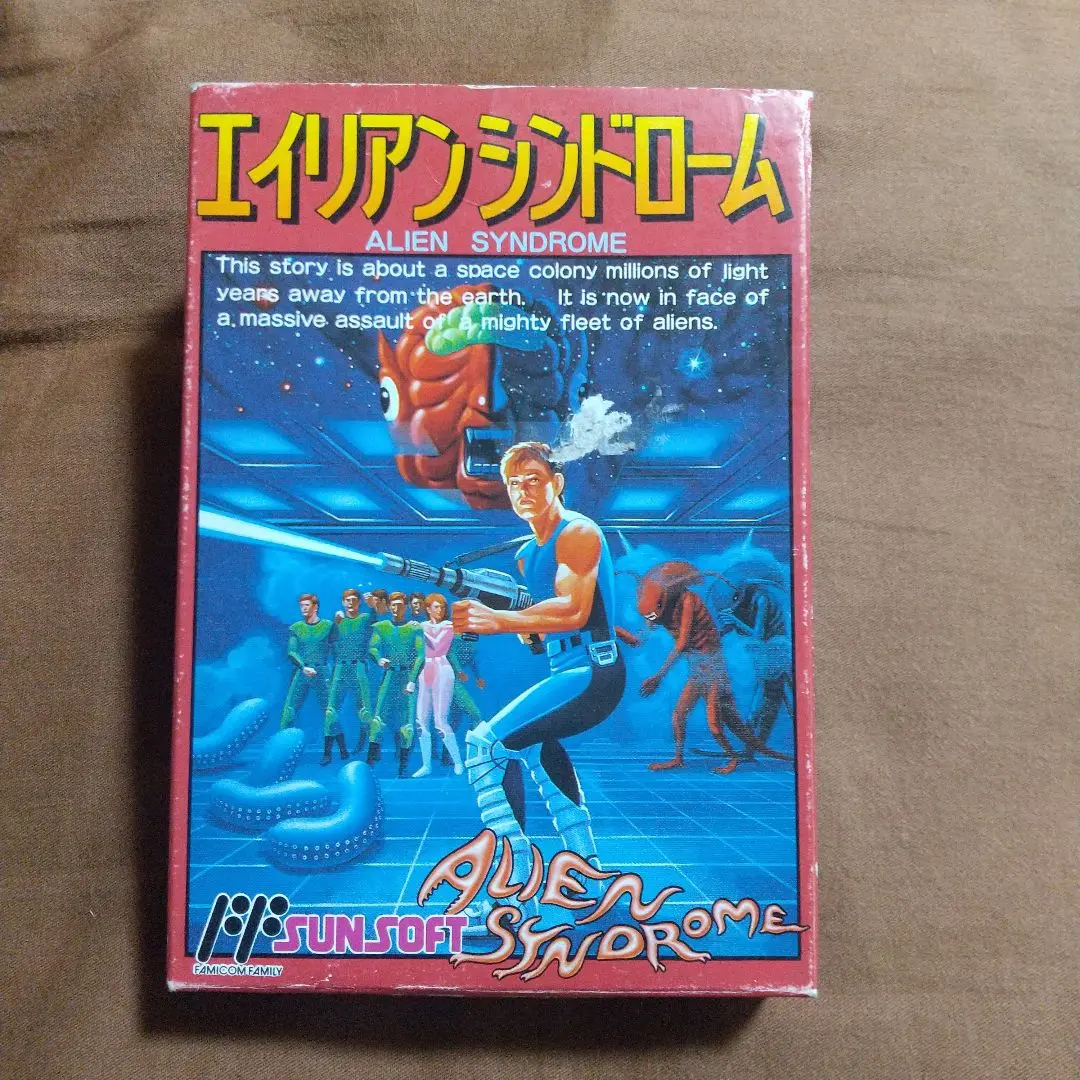 エイリアンシンドローム
ALIEN SYNDROME
This story is about a space colony millions of light
years away from the earth. It is now in face of
a massive assault of a mighty fleet of aliens.
SUNSOFT
FAMICOM FAMILY
ALIEN
SYNDROME